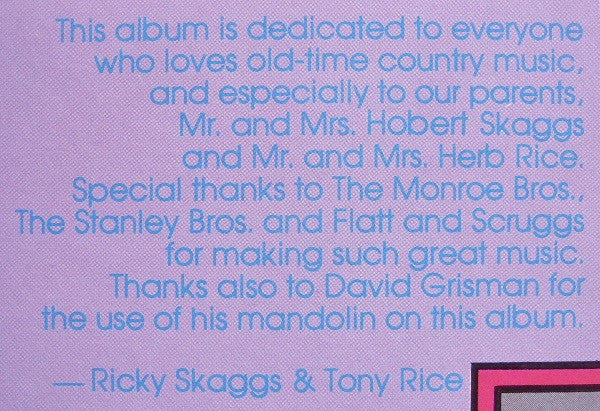 This album is dedicated to everyone
who loves old-time country music,
and especially to our parents,
Mr. and Mrs. Hobert Skaggs
and Mr. and Mrs. Herb Rice.
Special thanks to The Monroe Bros.,
The Stanley Bros. and Flatt and Scruggs
for making such great music.
Thanks also to David Grisman for
the use of his mandolin on this album.
— Ricky Skaggs & Tony Rice